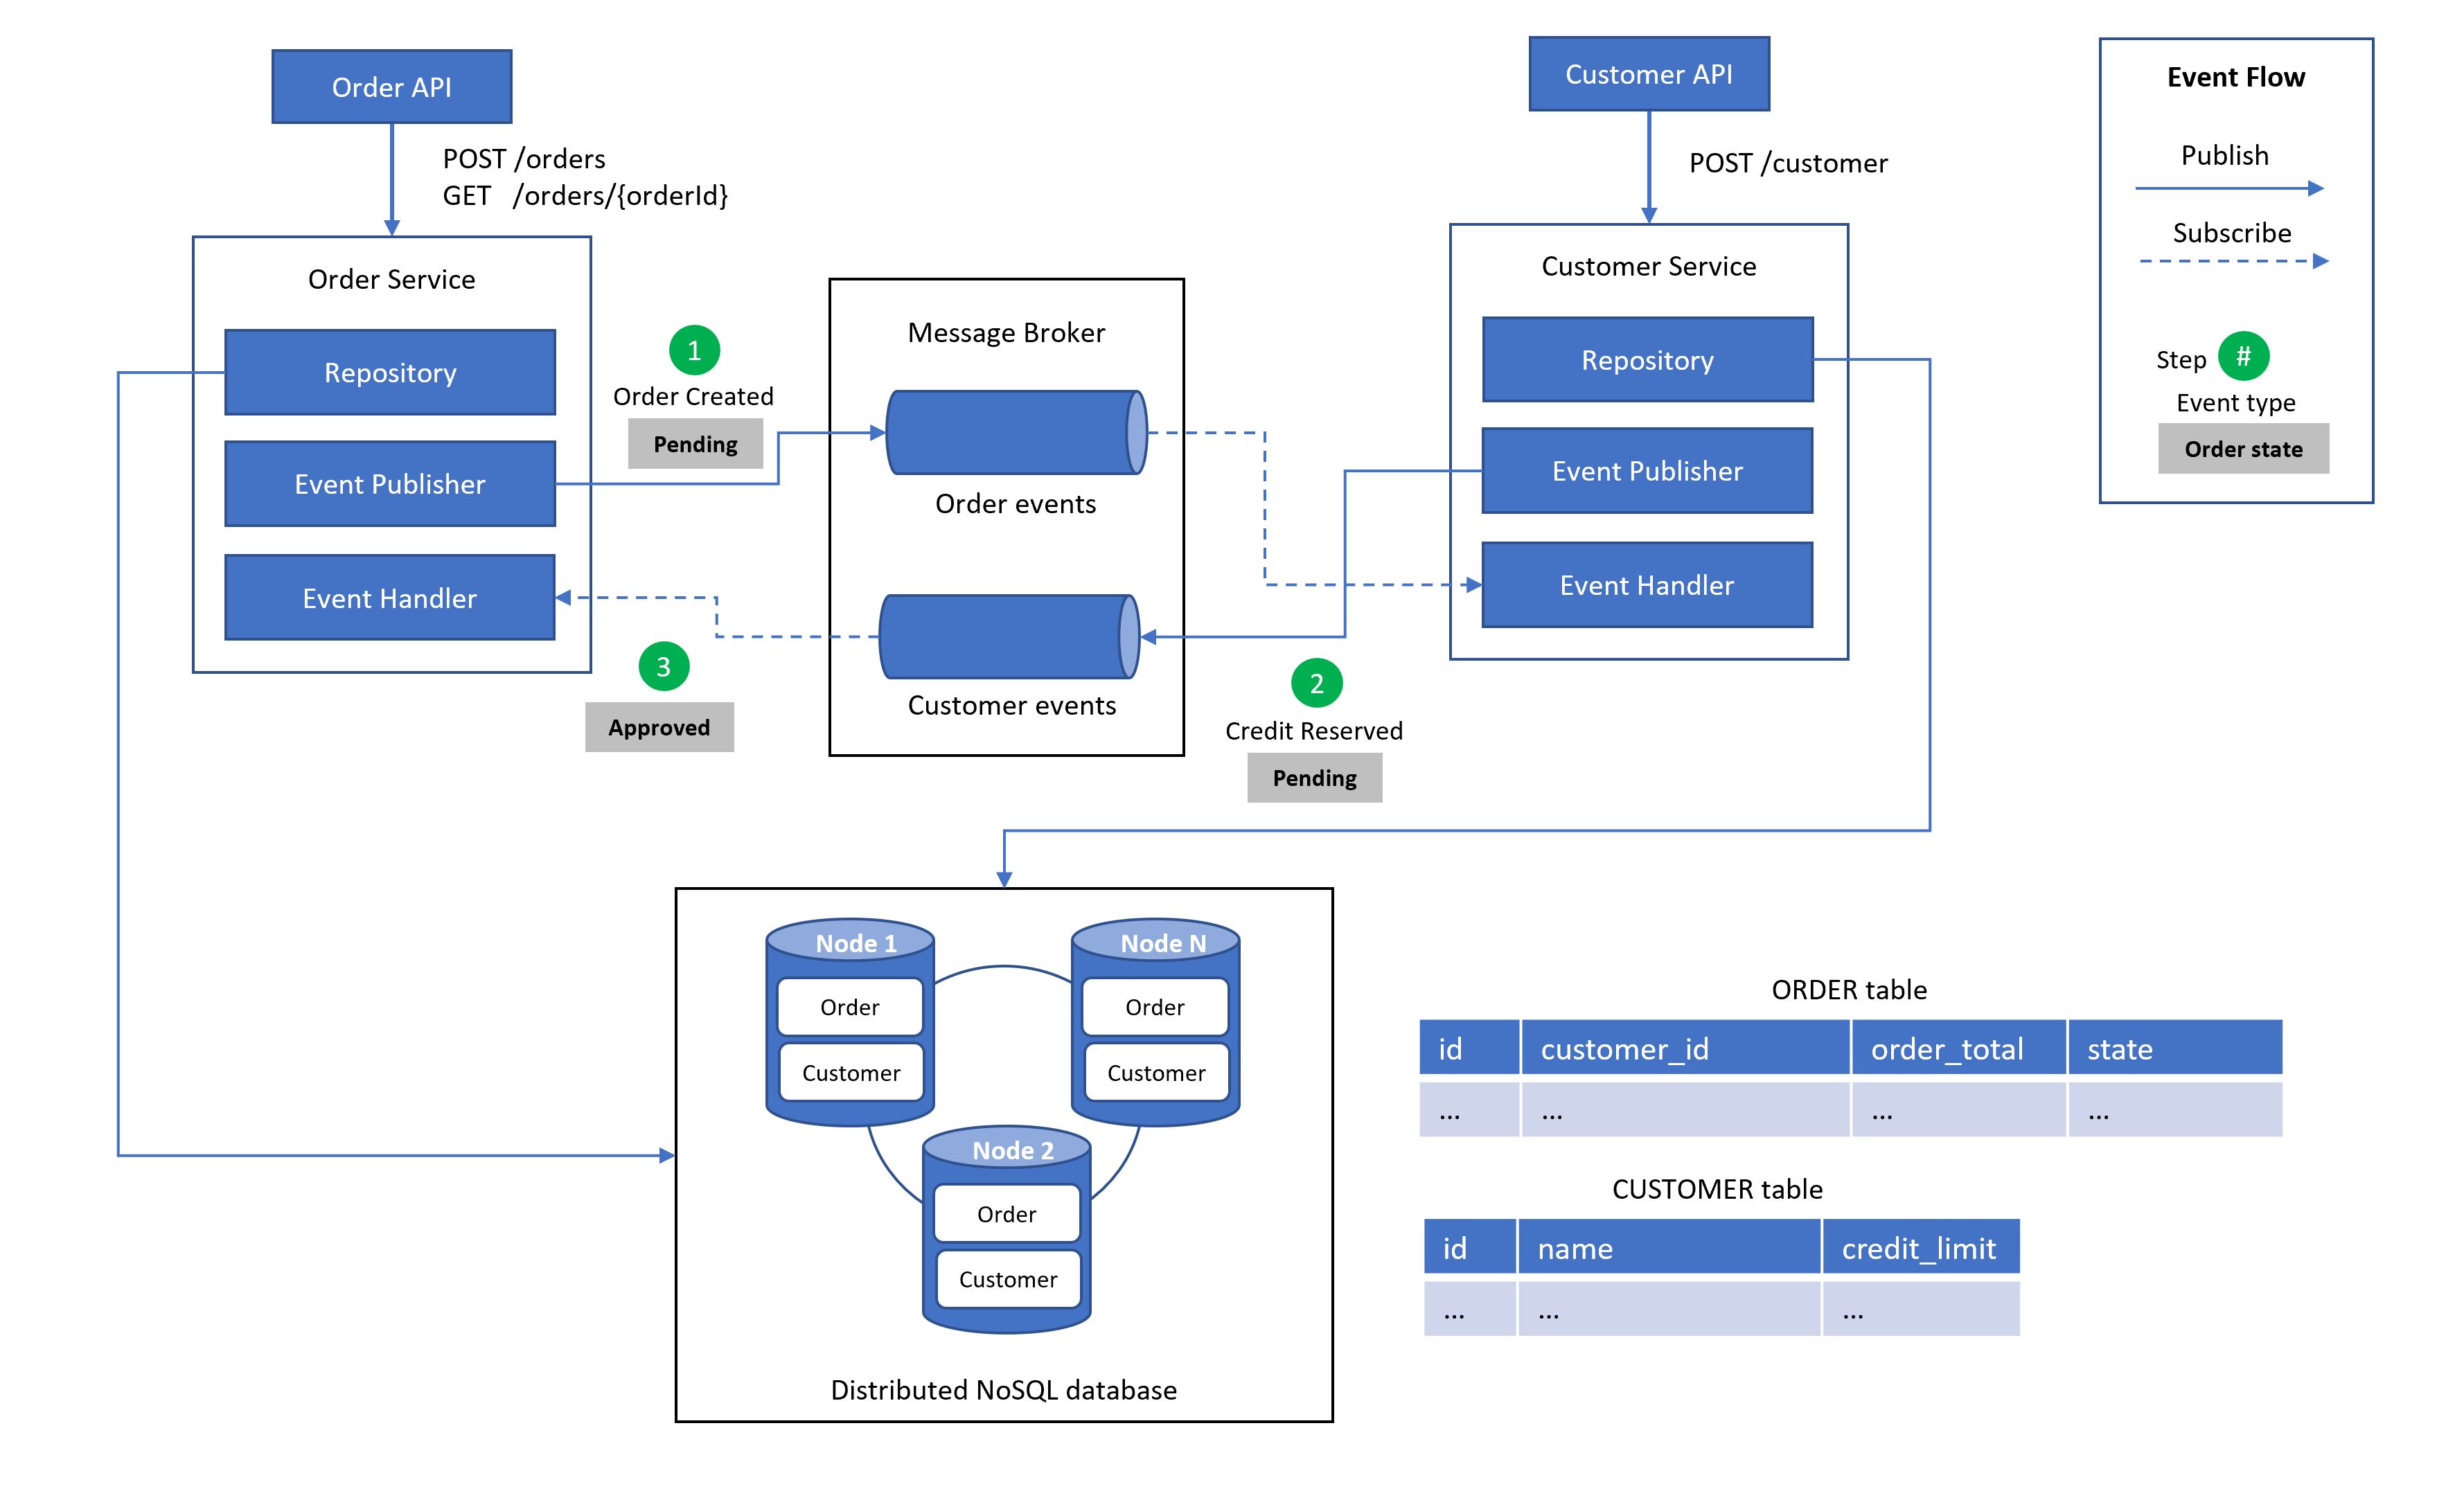 Order API
POST /orders
GET /orders/{orderId}
Order Service
Repository
Event Publisher
Event Handler
1
Order Created
Pending
Message Broker
Order events
Customer events
3
Approved
Customer API
POST /customer
Customer Service
Repository
Event Publisher
Event Handler
2
Credit Reserved
Pending
Event Flow
Publish
Subscribe
Step #
Event type
Order state
Node 1
Order
Customer
Node N
Order
Customer
Node 2
Order
Customer
Distributed NoSQL database
ORDER table
id customer_id order_total state
... ... ... ...
CUSTOMER table
id name credit_limit
... ... ...